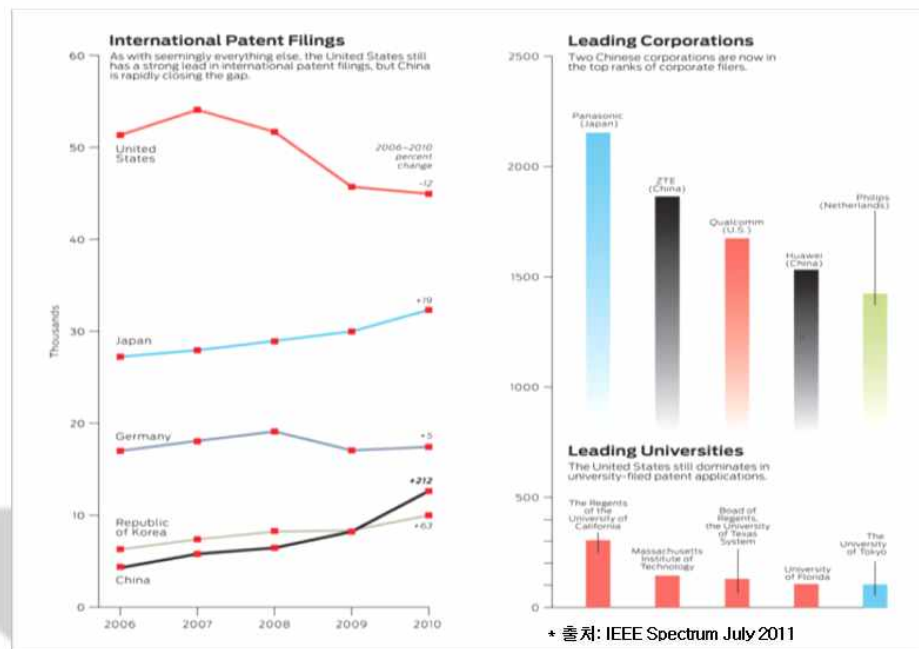 International Patent Filings
As with seemingly everything else, the United States still
has a strong lead in international patent filings, but China
is rapidly closing the gap.
60
50
40
30
20
10
0
Thousands
United
States
2006–2010
percent
change
-12
Japan
+19
Germany
+5
+212
Republic
of Korea
+63
China
2006
2007
2008
2009
2010
Leading Corporations
Two Chinese corporations are now in
the top ranks of corporate filers.
2500
2000
1500
1000
Panasonic
(Japan)
ZTE
(China)
Qualcomm
(U.S.)
Huawei
(China)
Philips
(Netherlands)
Leading Universities
The United States still dominates in
university-filed patent applications.
500
0
The Regents
of the
University of
California
Massachusetts
Institute of
Technology
Boad of
Regents,
the University
of Texas
System
University
of Florida
The
University
of Tokyo
* 출처: IEEE Spectrum July 2011